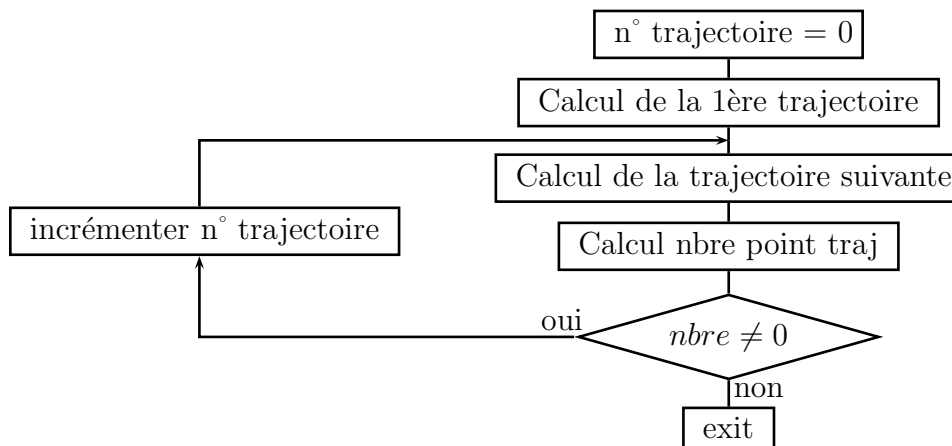 n° trajectoire = 0
Calcul de la 1ère trajectoire
Calcul de la trajectoire suivante
incrémenter n° trajectoire
Calcul nbre point traj
oui
nbre ≠ 0
non
exit